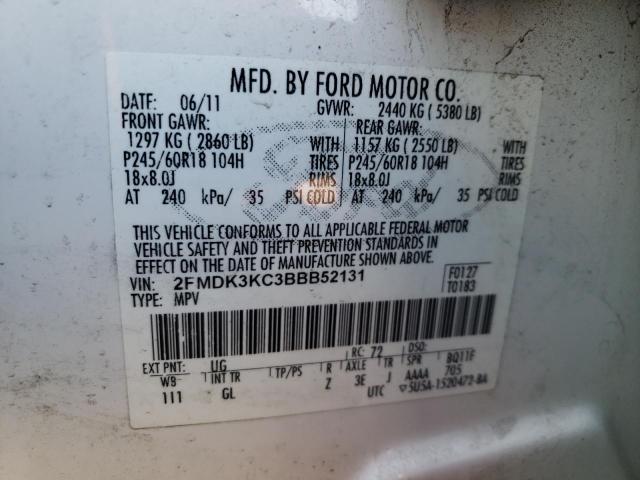 MFD. BY FORD MOTOR CO.
DATE: 06/11 GVWR: 2440 KG ( 5380 LB)
FRONT GAWR: REAR GAWR:
1297 KG ( 2860 LB) WITH 1157 KG ( 2550 LB) WITH
P245/60R18 104H TIRES P245/60R18 104H TIRES
18x8.0J RIMS 18x8.0J RIMS
AT 240 kPa/ 35 PSI COLD AT 240 kPa/ 35 PSI COLD
THIS VEHICLE CONFORMS TO ALL APPLICABLE FEDERAL MOTOR
VEHICLE SAFETY AND THEFT PREVENTION STANDARDS IN
EFFECT ON THE DATE OF MANUFACTURE SHOWN ABOVE.
VIN: 2FMDK3KC3BBB52131 F0127
TYPE: MPV T0183
EXT PNT: UG RC: 72 DSO:
WB INT TR TP/PS R AXLE TR SPR BQ11F
111 GL Z 3E J AAAA 705
UTC 5U5A-1520472-BA